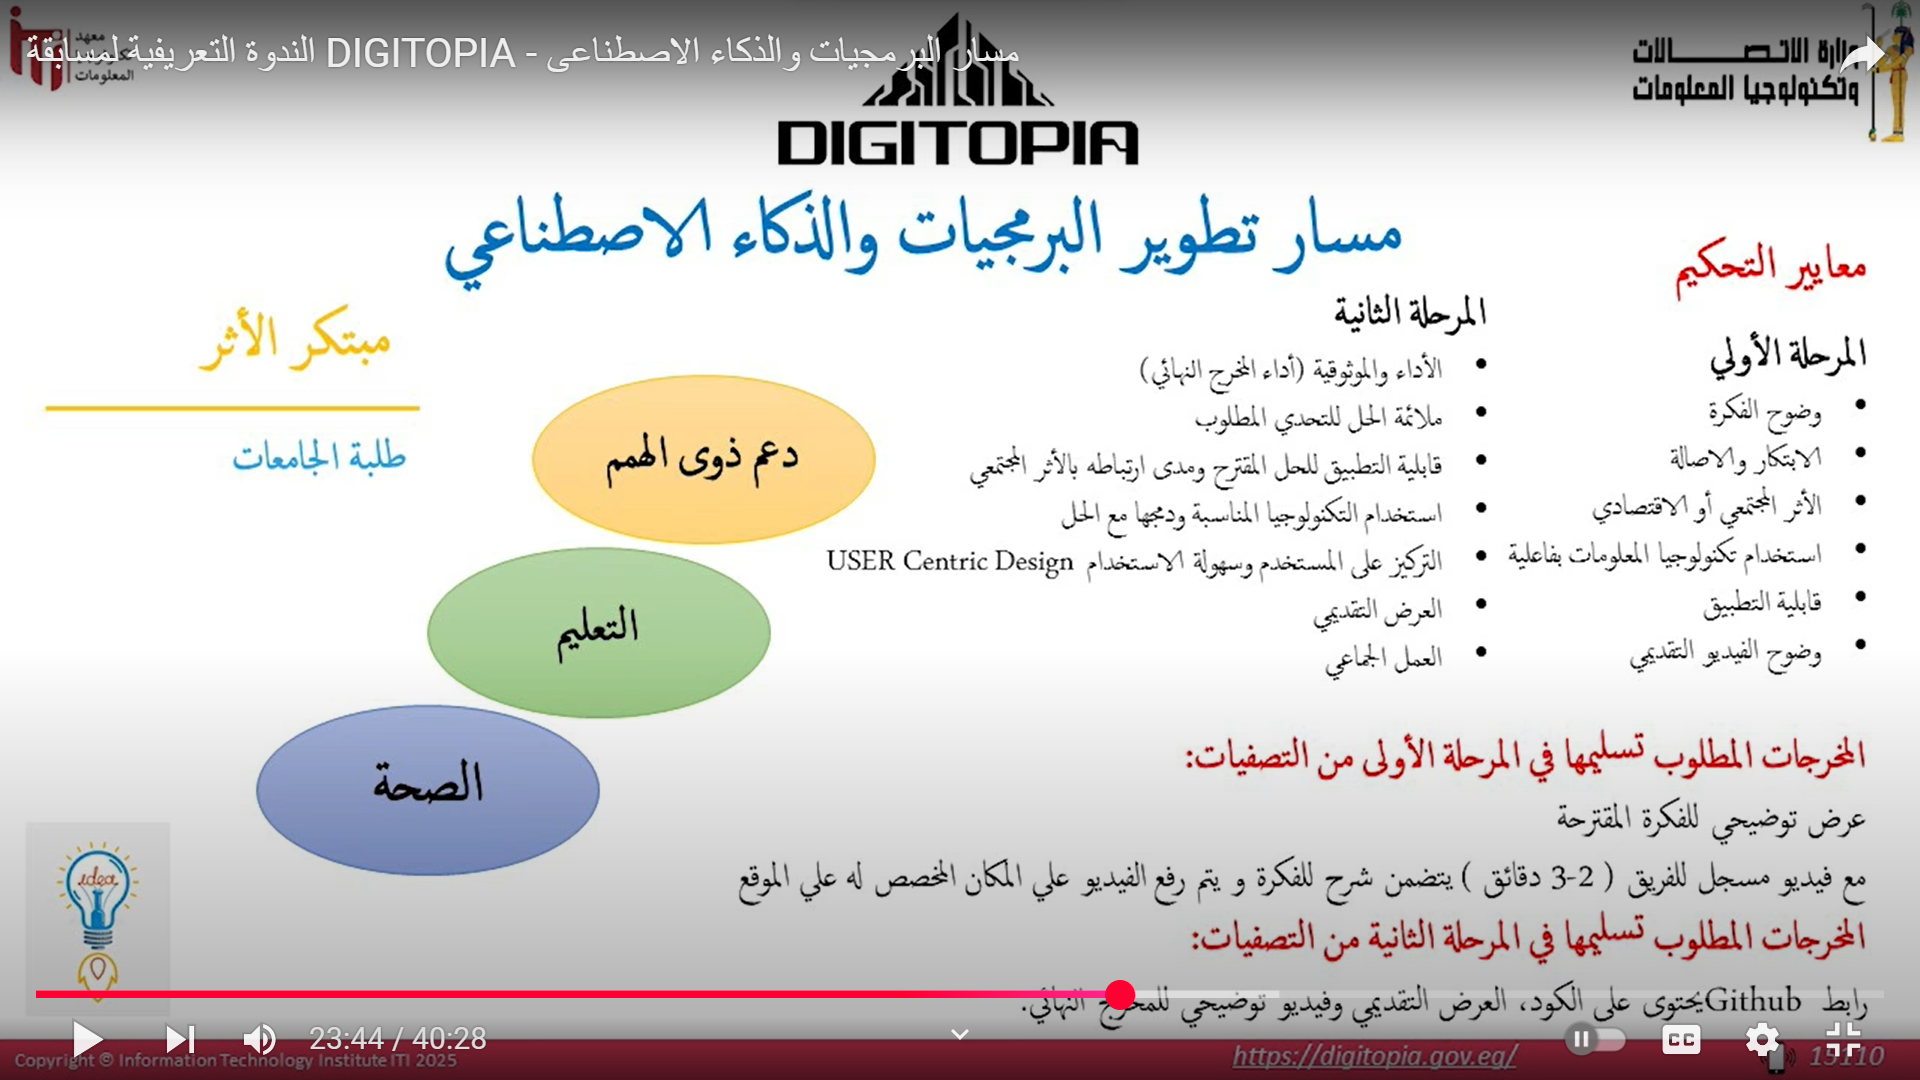 الندوة التعريفية لمسابقة DIGITOPIA - مسار البرمجيات والذكاء الاصطناعى
معهد
المعلومات
وزارة الاتصالات
وتكنولوجيا المعلومات
DIGITOPIA
مسار تطوير البرمجيات والذكاء الاصطناعي
معايير التحكيم
المرحلة الأولي
• وضوح الفكرة
• الابتكار والاصالة
• الأثر المجتمعي أو الاقتصادي
• استخدام تكنولوجيا المعلومات بفاعلية
• قابلية التطبيق
• وضوح الفيديو التقديمي
المرحلة الثانية
• الأداء والموثوقية (أداء المخرج النهائي)
• ملائمة الحل للتحدي المطلوب
• قابلية التطبيق للحل المقترح ومدى ارتباطه بالأثر المجتمعي
• استخدام التكنولوجيا المناسبة ودمجها مع الحل
• التركيز على المستخدم وسهولة الاستخدام USER Centric Design
• العرض التقديمي
• العمل الجماعي
مبتكر الأثر
طلبة الجامعات
دعم ذوى الهمم
التعليم
الصحة
المخرجات المطلوب تسليمها في المرحلة الأولى من التصفيات:
عرض توضيحي للفكرة المقترحة
مع فيديو مسجل للفريق ( 2-3 دقائق ) يتضمن شرح للفكرة و يتم رفع الفيديو علي المكان المخصص له علي الموقع
المخرجات المطلوب تسليمها في المرحلة الثانية من التصفيات:
رابط Githubيحتوى على الكود، العرض التقديمي وفيديو توضيحي للمخرج النهائي.
idea
23:44 / 40:28
CC
Copyright © Information Technology Institute ITI 2025
https://digitopia.gov.eg/
15110